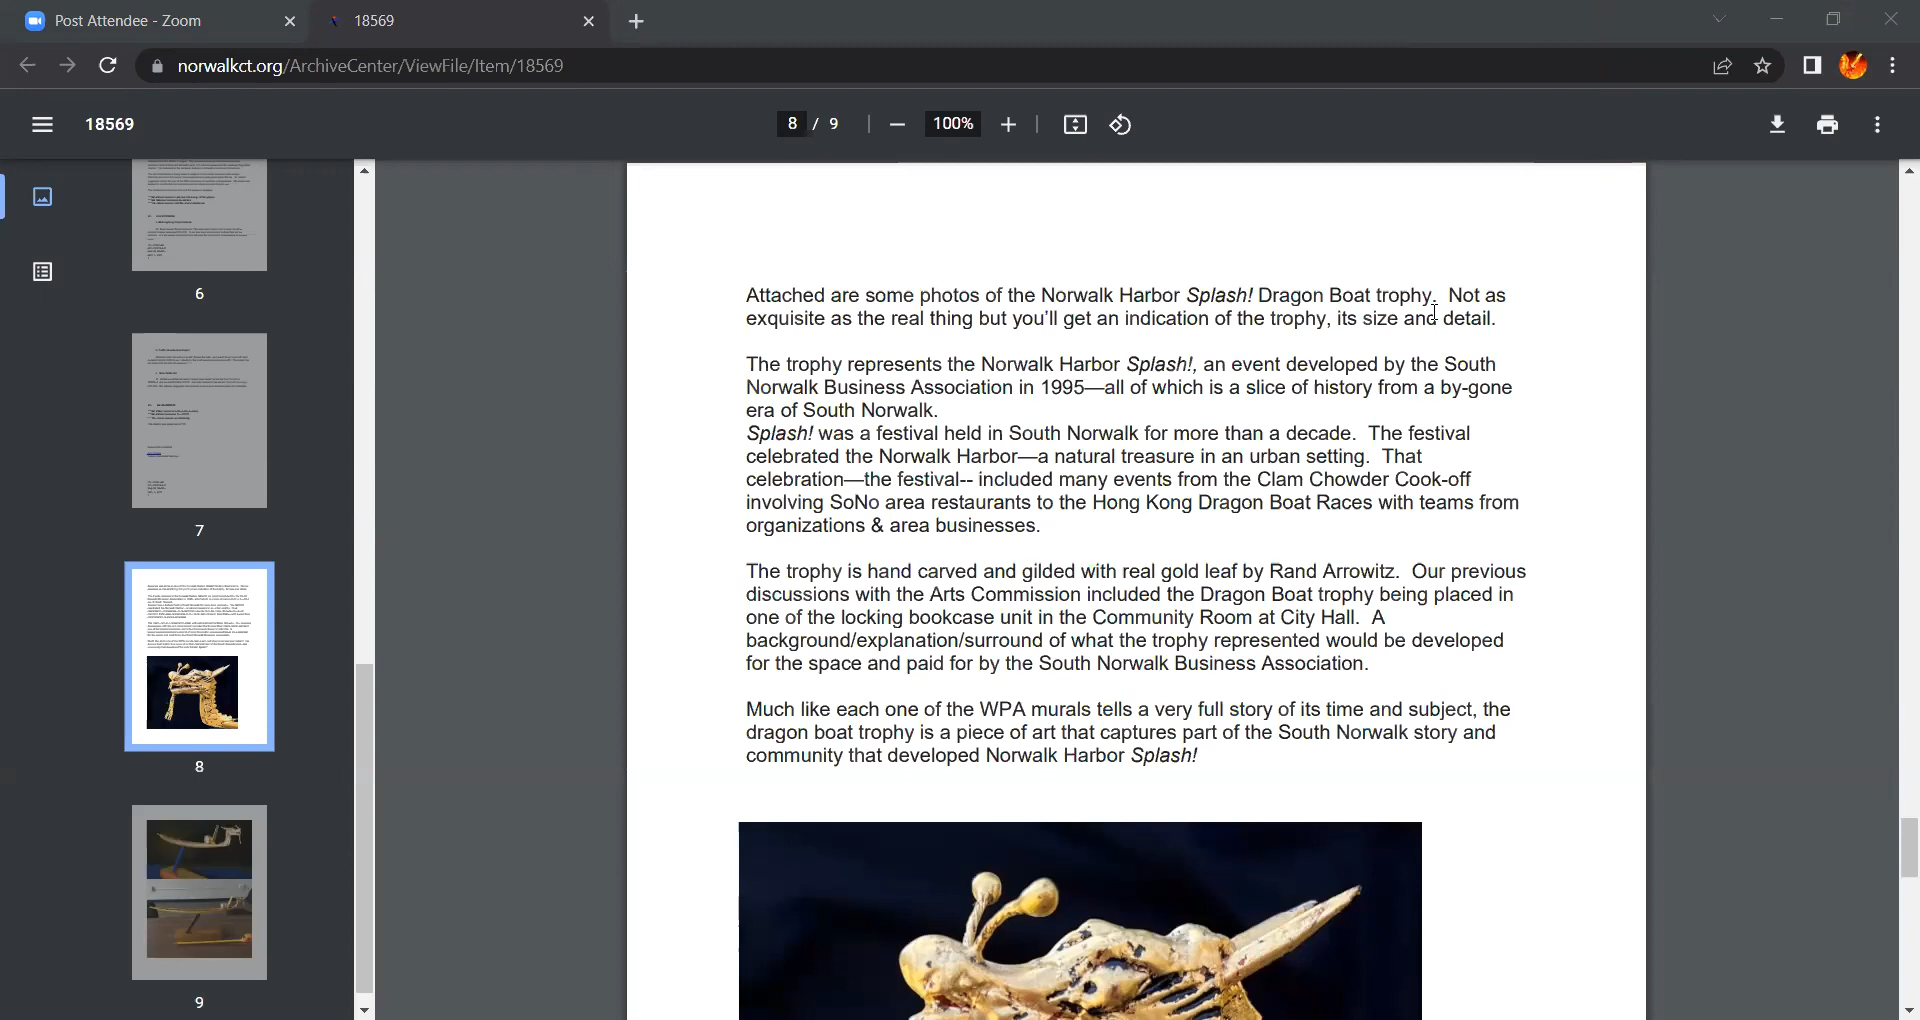 Post Attendee - Zoom
18569
norwalkct.org/ArchiveCenter/ViewFile/Item/18569
18569
8 / 9
100%
6
7
8
9
Attached are some photos of the Norwalk Harbor Splash! Dragon Boat trophy.  Not as
exquisite as the real thing but you'll get an indication of the trophy, its size and detail.
The trophy represents the Norwalk Harbor Splash!, an event developed by the South
Norwalk Business Association in 1995—all of which is a slice of history from a by-gone
era of South Norwalk.
Splash! was a festival held in South Norwalk for more than a decade.  The festival
celebrated the Norwalk Harbor—a natural treasure in an urban setting.  That
celebration—the festival-- included many events from the Clam Chowder Cook-off
involving SoNo area restaurants to the Hong Kong Dragon Boat Races with teams from
organizations & area businesses.
The trophy is hand carved and gilded with real gold leaf by Rand Arrowitz.  Our previous
discussions with the Arts Commission included the Dragon Boat trophy being placed in
one of the locking bookcase unit in the Community Room at City Hall.  A
background/explanation/surround of what the trophy represented would be developed
for the space and paid for by the South Norwalk Business Association.
Much like each one of the WPA murals tells a very full story of its time and subject, the
dragon boat trophy is a piece of art that captures part of the South Norwalk story and
community that developed Norwalk Harbor Splash!